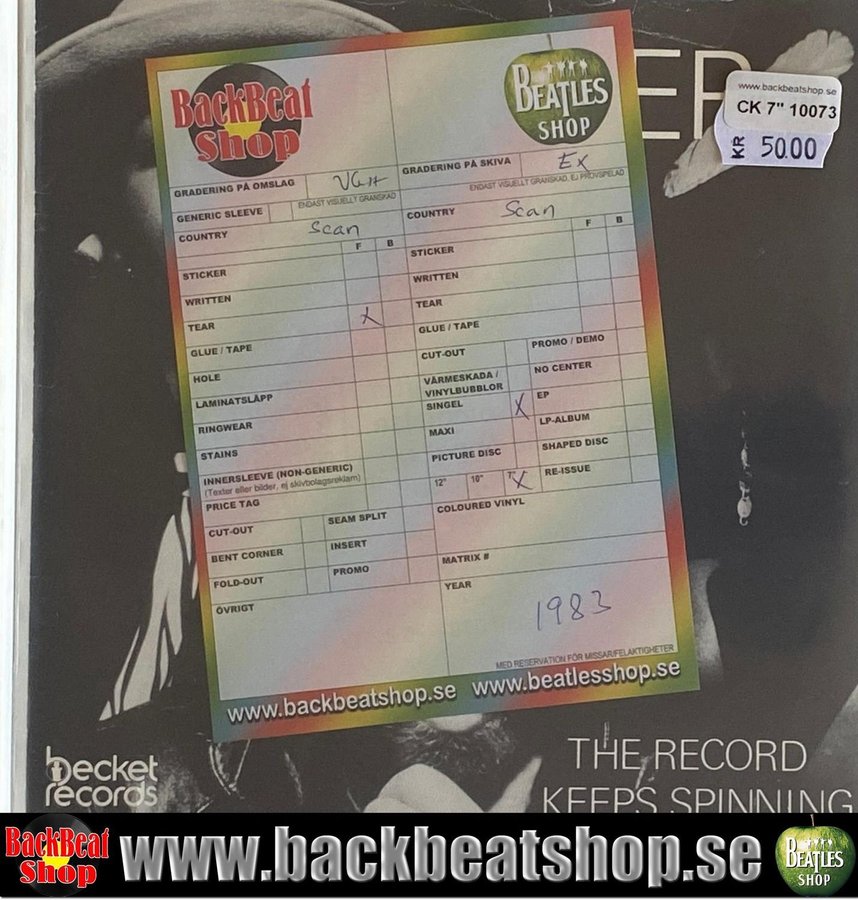 BackBeat
Shop
BEATLES
SHOP
ER
www.backbeatshop.se
CK 7" 10073
KR 50.00
GRADERING PÅ OMSLAG VG+
ENDAST VISUELLT GRANSKAD
GENERIC SLEEVE
COUNTRY Scan
F B
STICKER
WRITTEN
TEAR X
GLUE / TAPE
HOLE
LAMINATSLÄPP
RINGWEAR
STAINS
INNERSLEEVE (NON-GENERIC)
(Texter eller bilder, ej skivbolagsreklam)
PRICE TAG
CUT-OUT SEAM SPLIT
BENT CORNER INSERT
FOLD-OUT PROMO
ÖVRIGT
GRADERING PÅ SKIVA EX
ENDAST VISUELLT GRANSKAD, EJ PROVSPELAD
COUNTRY Scan
F B
STICKER
WRITTEN
TEAR
GLUE / TAPE
CUT-OUT PROMO / DEMO
VÄRMESKADA /
VINYLBUBBLOR NO CENTER
SINGEL X EP
MAXI LP-ALBUM
PICTURE DISC SHAPED DISC
12" 10" 7" X RE-ISSUE
COLOURED VINYL
MATRIX #
YEAR
1983
MED RESERVATION FÖR MISSAR/FELAKTIGHETER
www.backbeatshop.se www.beatlesshop.se
becket
records
THE RECORD
KEEPS SPINNING
BackBeat
Shop
www.backbeatshop.se
BEATLES
SHOP